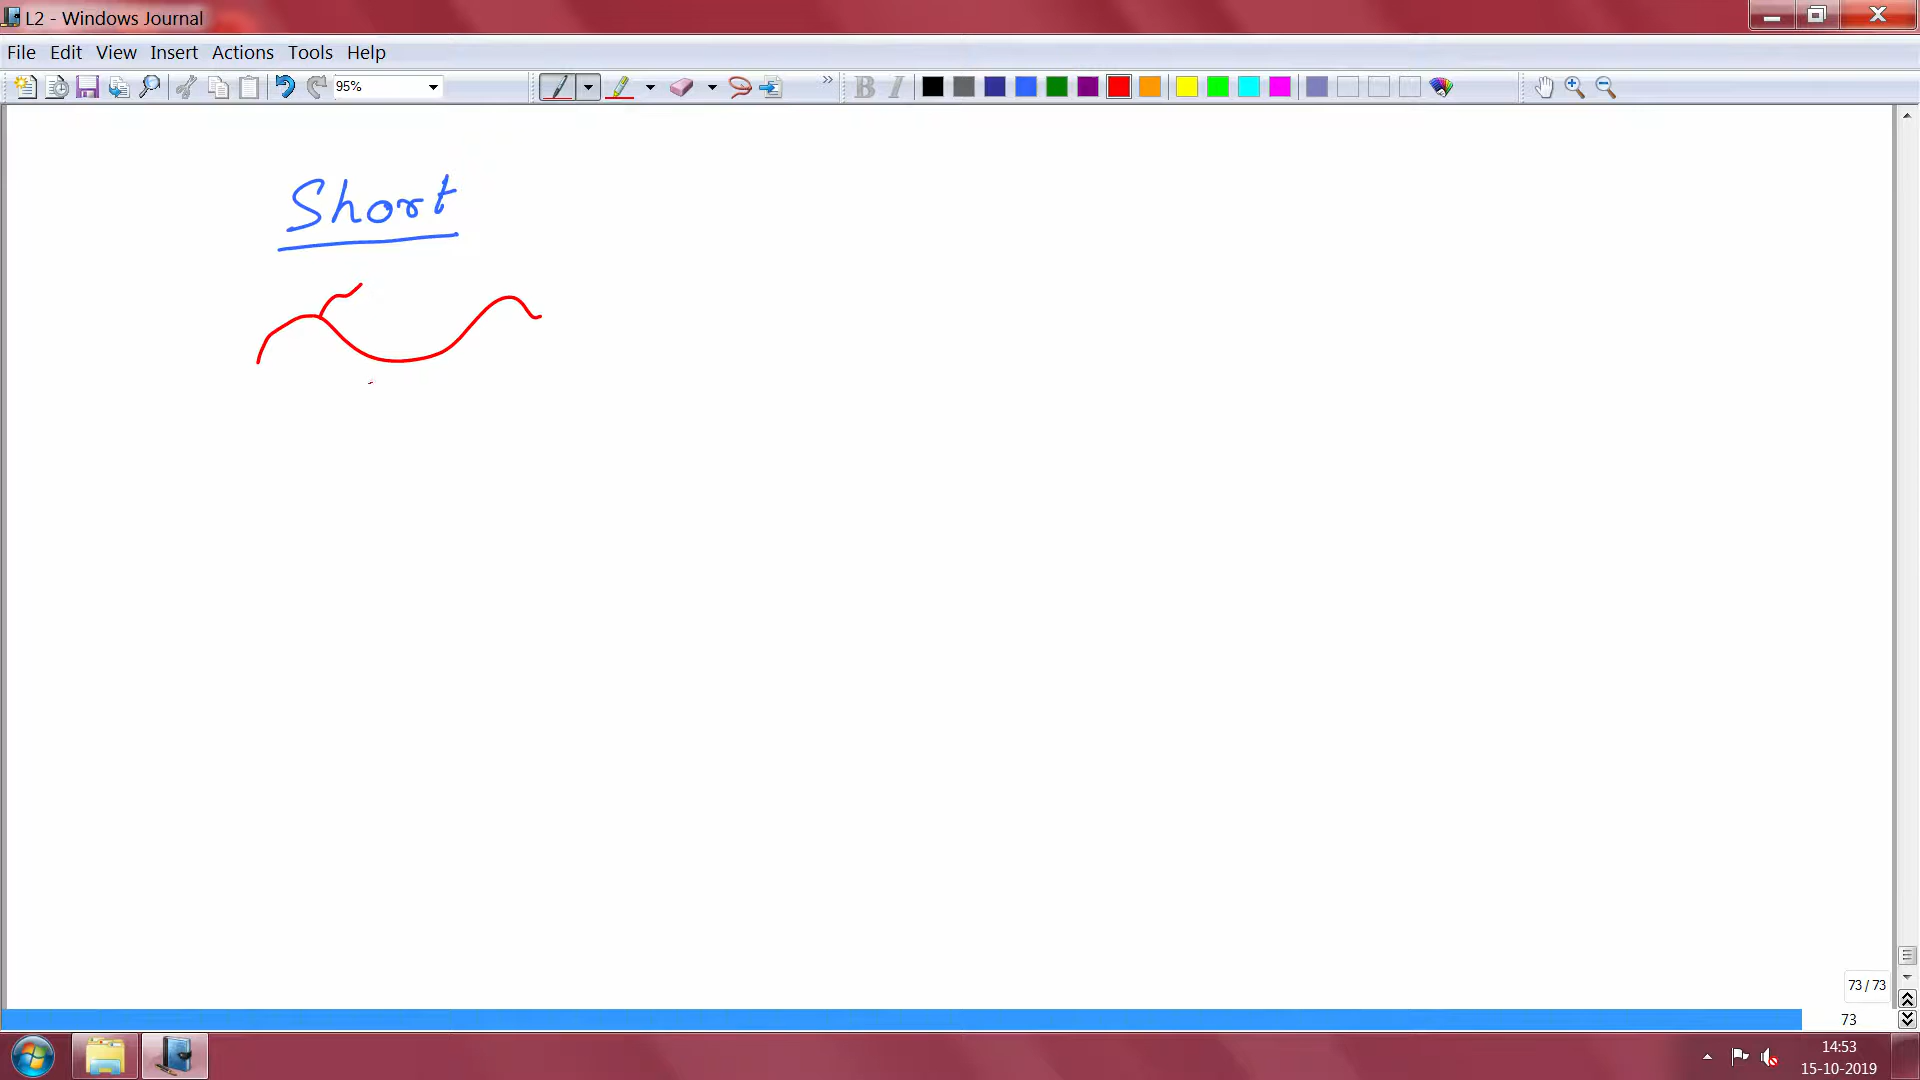 L2 - Windows Journal
File Edit View Insert Actions Tools Help
95% B I
Short
73 / 73
73
14:53
15-10-2019